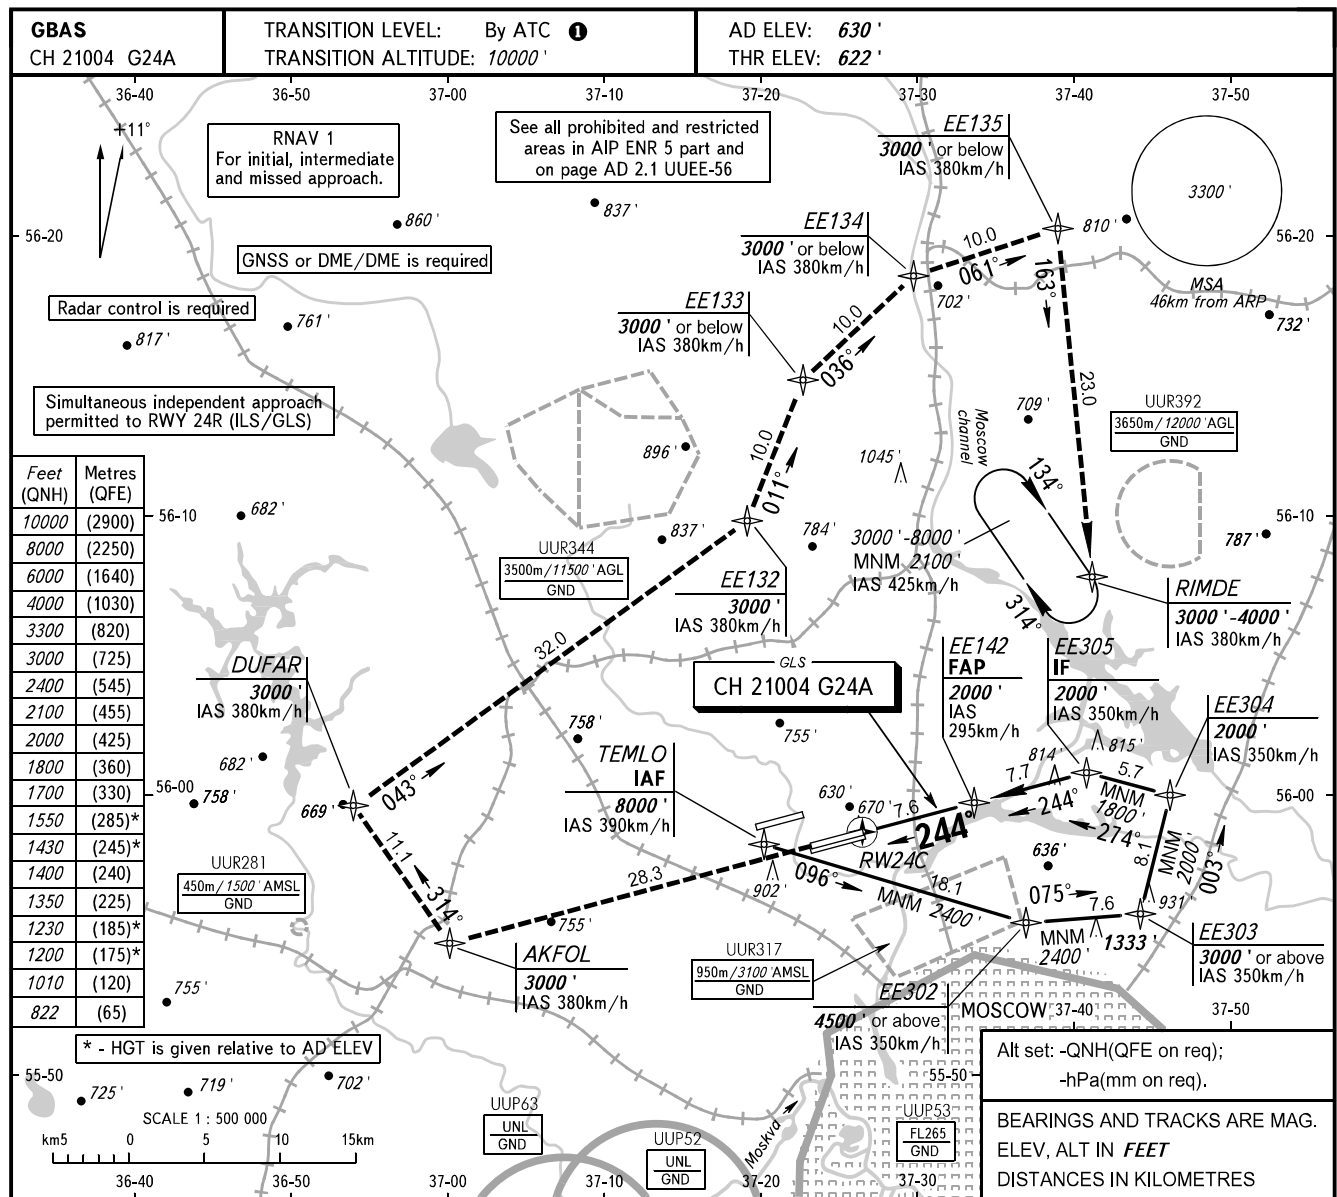 GBAS
CH 21004 G24A
TRANSITION LEVEL: By ATC ❶
TRANSITION ALTITUDE: 10000 '
AD ELEV: 630 '
THR ELEV: 622 '
36-40 36-50 37-00 37-10 37-20 37-30 37-40 37-50
+11°
RNAV 1
For initial, intermediate
and missed approach.
See all prohibited and restricted
areas in AIP ENR 5 part and
on page AD 2.1 UUEE-56
EE135
3000 ' or below
IAS 380km/h
3300 '
MSA
46km from ARP
860 '
837 '
810 '
56-20
56-20
EE134
3000 ' or below
IAS 380km/h
10.0
061°
163°
702 '
732 '
GNSS or DME/DME is required
Radar control is required
817 '
761 '
EE133
3000 ' or below
IAS 380km/h
10.0
036°
23.0
Simultaneous independent approach
permitted to RWY 24R (ILS/GLS)
UUR392
3650m/12000 'AGL
GND
709 '
Moscow
channel
896 '
10.0
011°
1045 '
134°
Feet
(QNH)
Metres
(QFE)
10000 (2900)
8000 (2250)
6000 (1640)
4000 (1030)
3300 (820)
3000 (725)
2400 (545)
2100 (455)
2000 (425)
1800 (360)
1700 (330)
1550 (285)*
1430 (245)*
1400 (240)
1350 (225)
1230 (185)*
1200 (175)*
1010 (120)
822 (65)
56-10
56-10
682 '
837 '
784 '
787 '
3000 '-8000 '
MNM 2100 '
IAS 425km/h
UUR344
3500m/11500 'AGL
GND
EE132
3000 '
IAS 380km/h
314°
RIMDE
3000 '-4000 '
IAS 380km/h
32.0
DUFAR
3000 '
IAS 380km/h
GLS
CH 21004 G24A
EE142
FAP
2000 '
IAS
295km/h
EE305
IF
2000 '
IAS 350km/h
EE304
2000 '
IAS 350km/h
758 '
755 '
682 '
758 '
TEMLO
IAF
8000 '
IAS 390km/h
814 '
815 '
5.7
MNM
1800 '
7.7
244°
274°
56-00
56-00
669 '
043°
630 '
670 '
7.6
244°
RW24C
8.1
MNM
2000 '
003°
11.1
314°
UUR281
450m/1500 'AMSL
GND
28.3
902 '
096°
18.1
MNM 2400 '
636 '
075°
7.6
931 '
755 '
MNM
2400 '
1333 '
EE303
3000 ' or above
IAS 350km/h
AKFOL
3000 '
IAS 380km/h
UUR317
950m/3100 'AMSL
GND
EE302
4500 ' or above
IAS 350km/h
MOSCOW
37-40
37-50
755 '
* - HGT is given relative to AD ELEV
55-50
55-50
725 '
719 '
702 '
SCALE 1 : 500 000
km5 0 5 10 15km
UUP63
UNL
GND
UUP52
UNL
GND
Moskva
UUP53
FL265
GND
Alt set: -QNH(QFE on req);
-hPa(mm on req).
BEARINGS AND TRACKS ARE MAG.
ELEV, ALT IN FEET
DISTANCES IN KILOMETRES
36-40 36-50 37-00 37-10 37-20 37-30